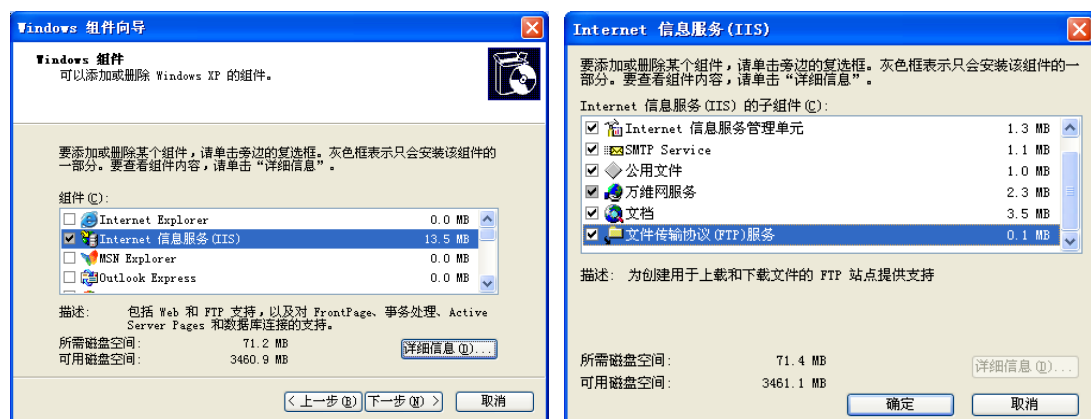 Windows 组件向导
Windows 组件
可以添加或删除 Windows XP 的组件。
要添加或删除某个组件，请单击旁边的复选框。灰色框表示只会安装该组件的
一部分。要查看组件内容，请单击“详细信息”。
组件(C):
Internet Explorer 0.0 MB
Internet 信息服务(IIS) 13.5 MB
MSN Explorer 0.0 MB
Outlook Express 0.0 MB
描述: 包括 Web 和 FTP 支持，以及对 FrontPage、事务处理、Active
Server Pages 和数据库连接的支持。
所需磁盘空间: 71.2 MB
可用磁盘空间: 3460.9 MB
详细信息(D)...
< 上一步(B) 下一步(N) > 取消
Internet 信息服务(IIS)
要添加或删除某个组件，请单击旁边的复选框。灰色框表示只会安装该组件的一
部分。要查看组件内容，请单击“详细信息”。
Internet 信息服务(IIS) 的子组件(C):
Internet 信息服务管理单元 1.3 MB
SMTP Service 1.1 MB
公用文件 1.0 MB
万维网服务 2.3 MB
文档 3.5 MB
文件传输协议(FTP)服务 0.1 MB
描述: 为创建用于上载和下载文件的 FTP 站点提供支持
所需磁盘空间: 71.4 MB
可用磁盘空间: 3461.1 MB
详细信息(D)...
确定 取消